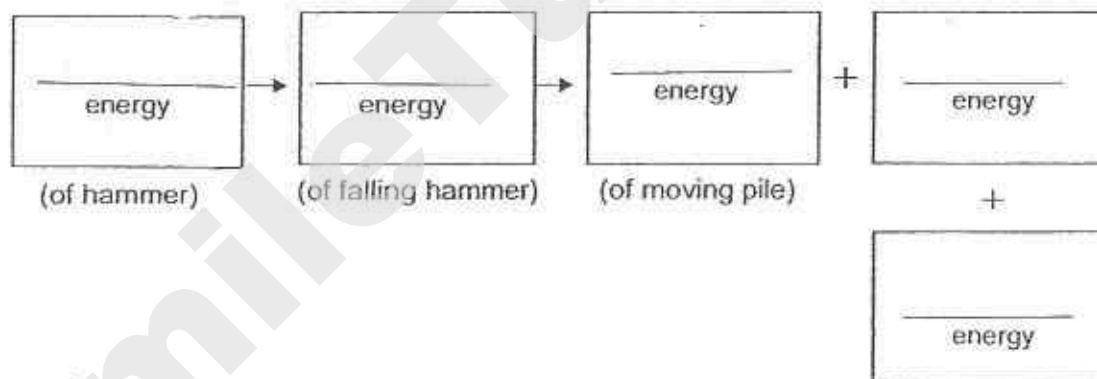 energy
energy
energy
+
energy
(of hammer)
(of falling hammer)
(of moving pile)
+
energy